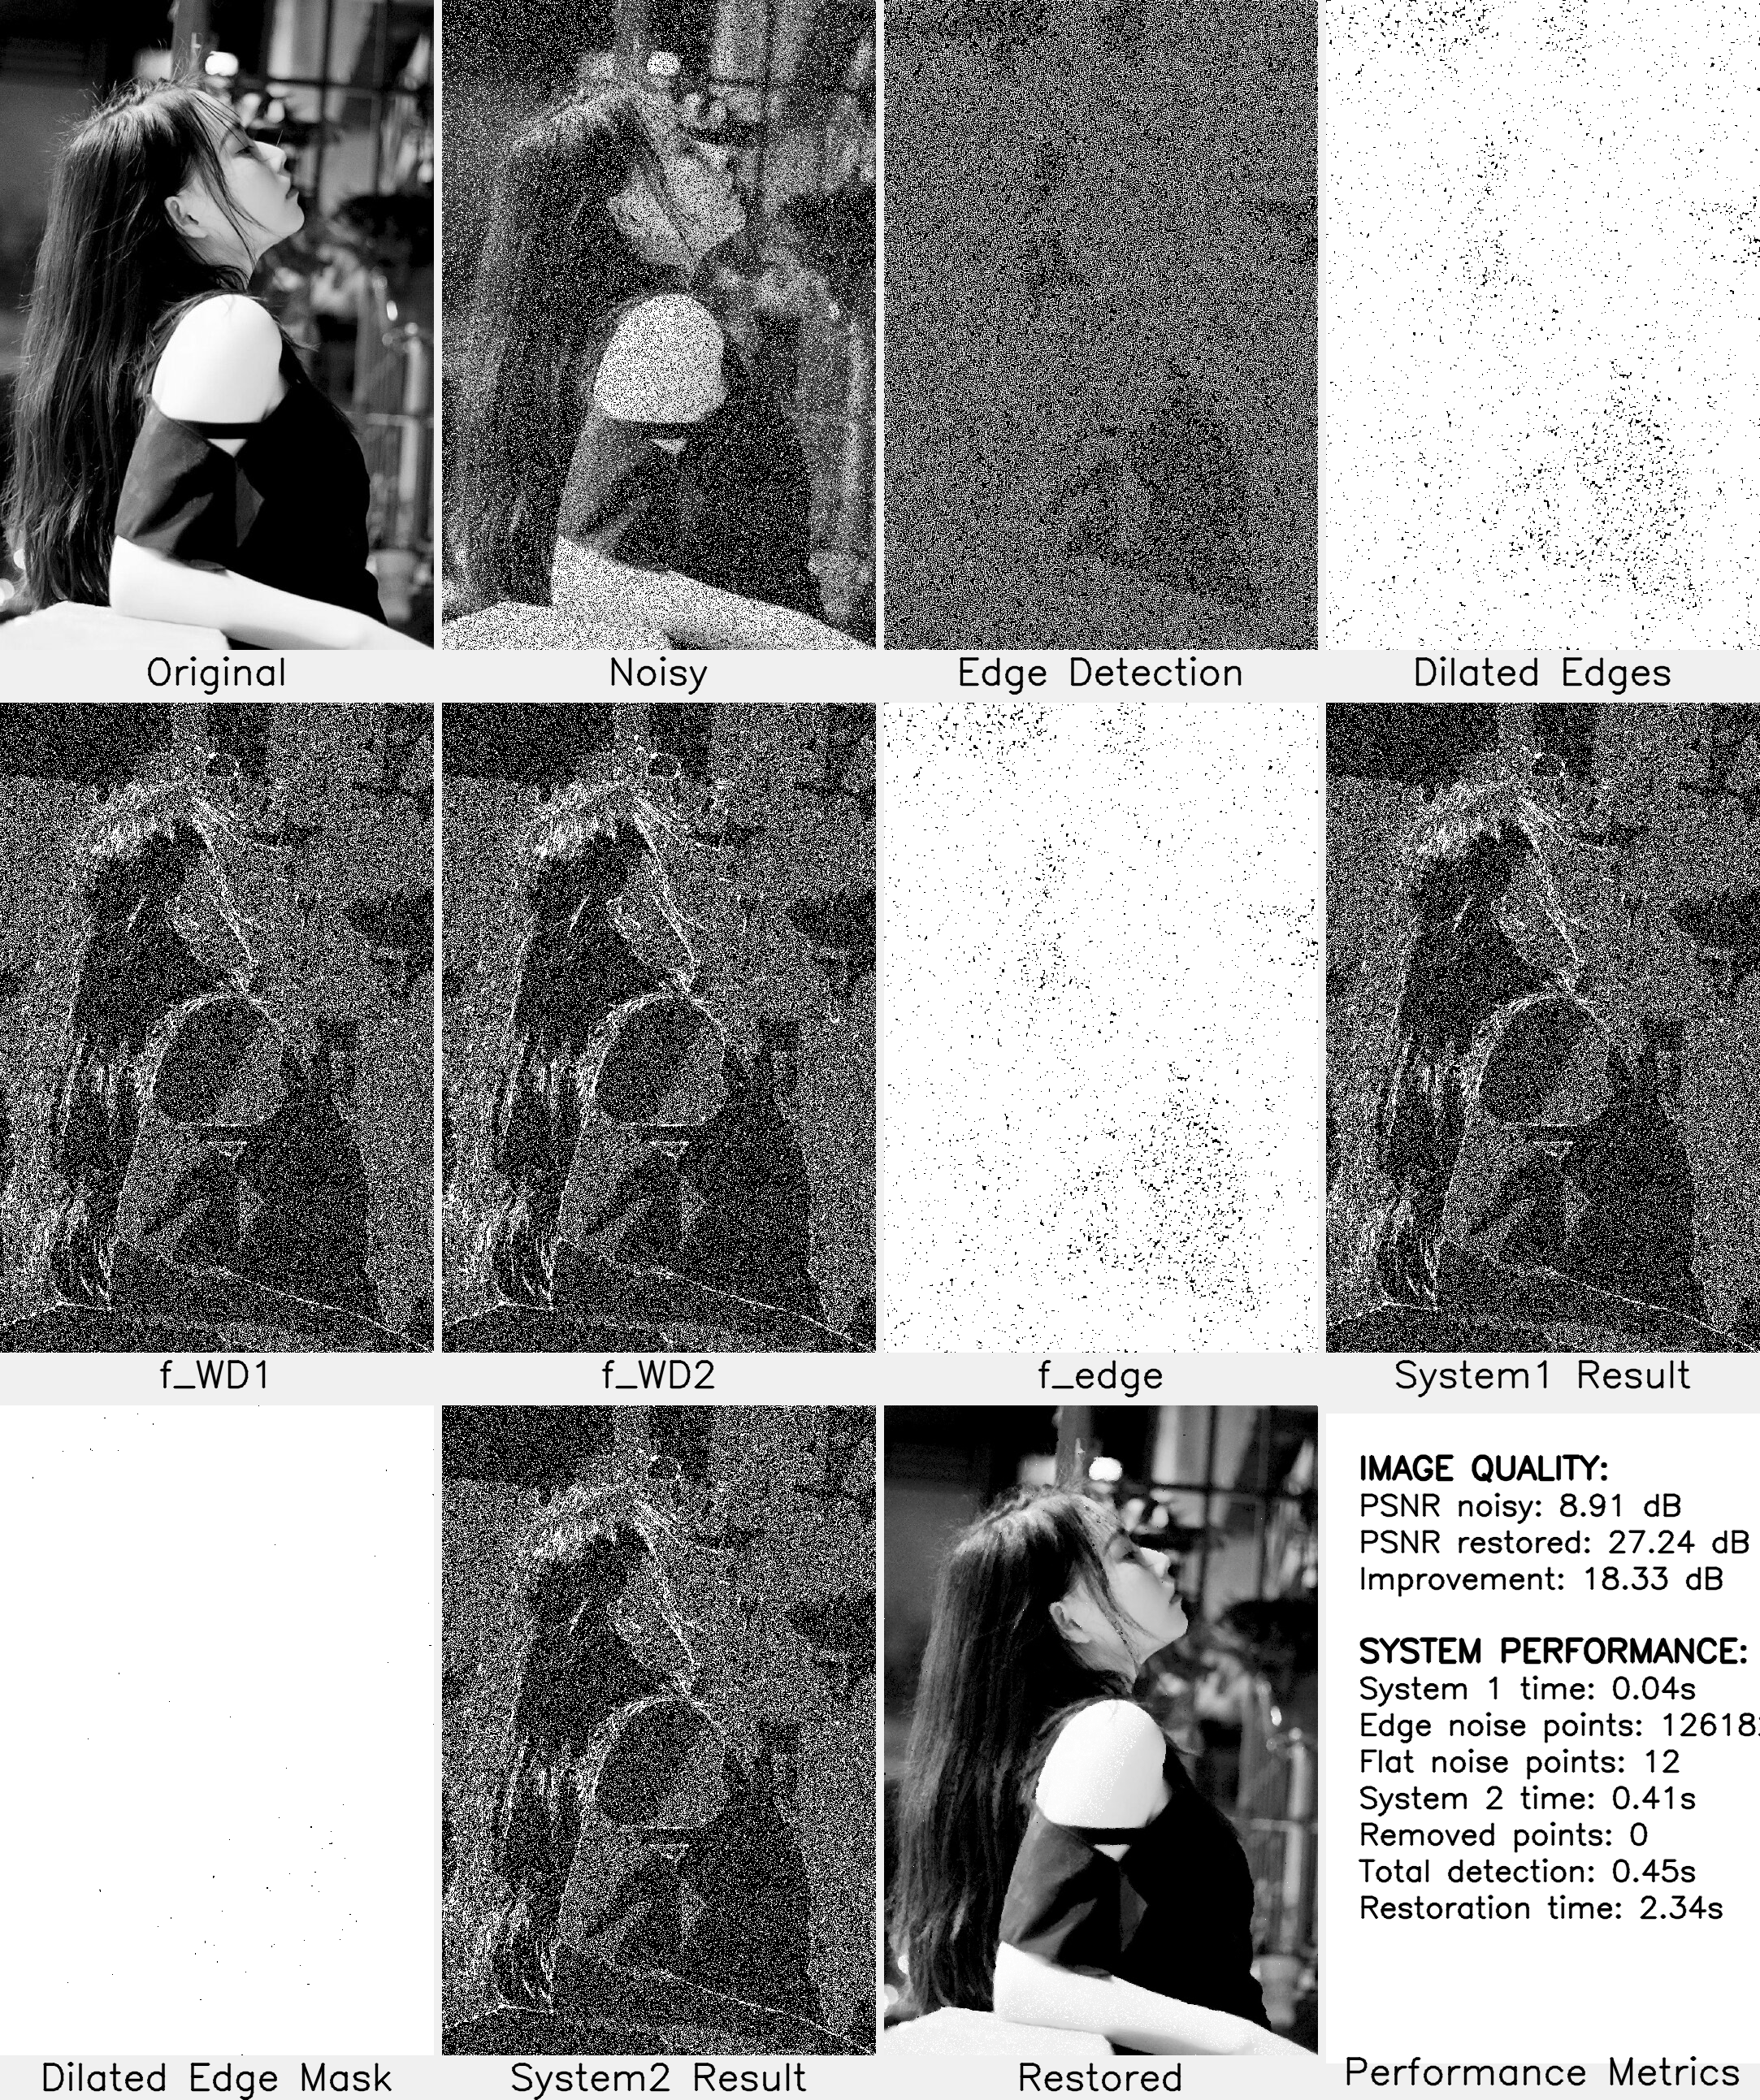 Original
Noisy
Edge Detection
Dilated Edges
f_WD1
f_WD2
f_edge
System1 Result
IMAGE QUALITY:
PSNR noisy: 8.91 dB
PSNR restored: 27.24 dB
Improvement: 18.33 dB
SYSTEM PERFORMANCE:
System 1 time: 0.04s
Edge noise points: 12618
Flat noise points: 12
System 2 time: 0.41s
Removed points: 0
Total detection: 0.45s
Restoration time: 2.34s
Dilated Edge Mask
System2 Result
Restored
Performance Metrics